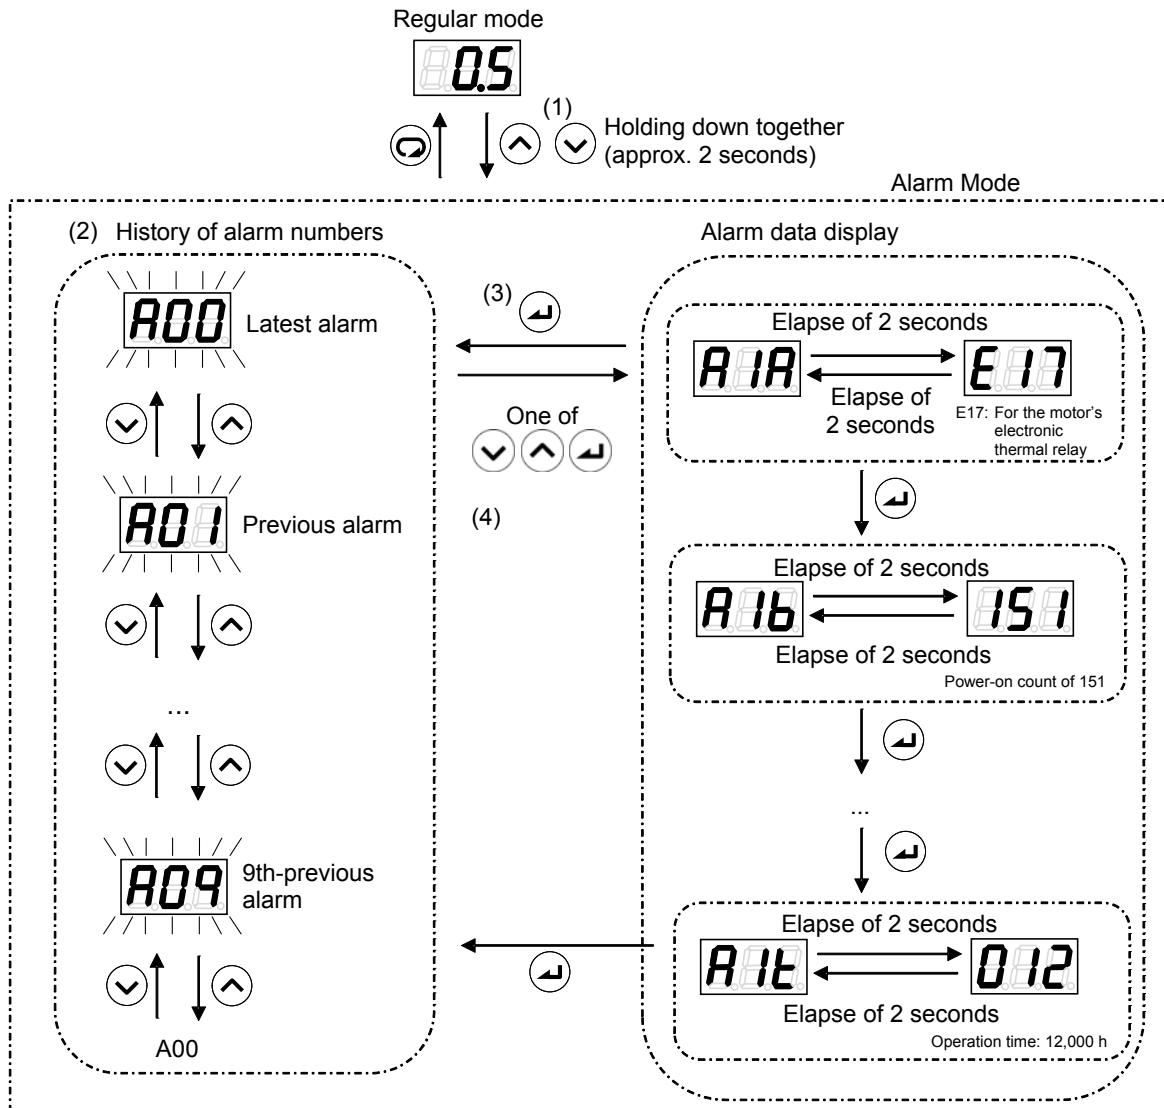 Regular mode
0.5
(1)
Holding down together
(approx. 2 seconds)
Alarm Mode
(2) History of alarm numbers
A00
Latest alarm
A01
Previous alarm
...
A09
9th-previous
alarm
A00
(3)
One of
(4)
Alarm data display
Elapse of 2 seconds
A1A
E17
Elapse of
2 seconds
E17: For the motor's
electronic
thermal relay
Elapse of 2 seconds
A1b
151
Elapse of 2 seconds
Power-on count of 151
...
Elapse of 2 seconds
A1t
012
Elapse of 2 seconds
Operation time: 12,000 h